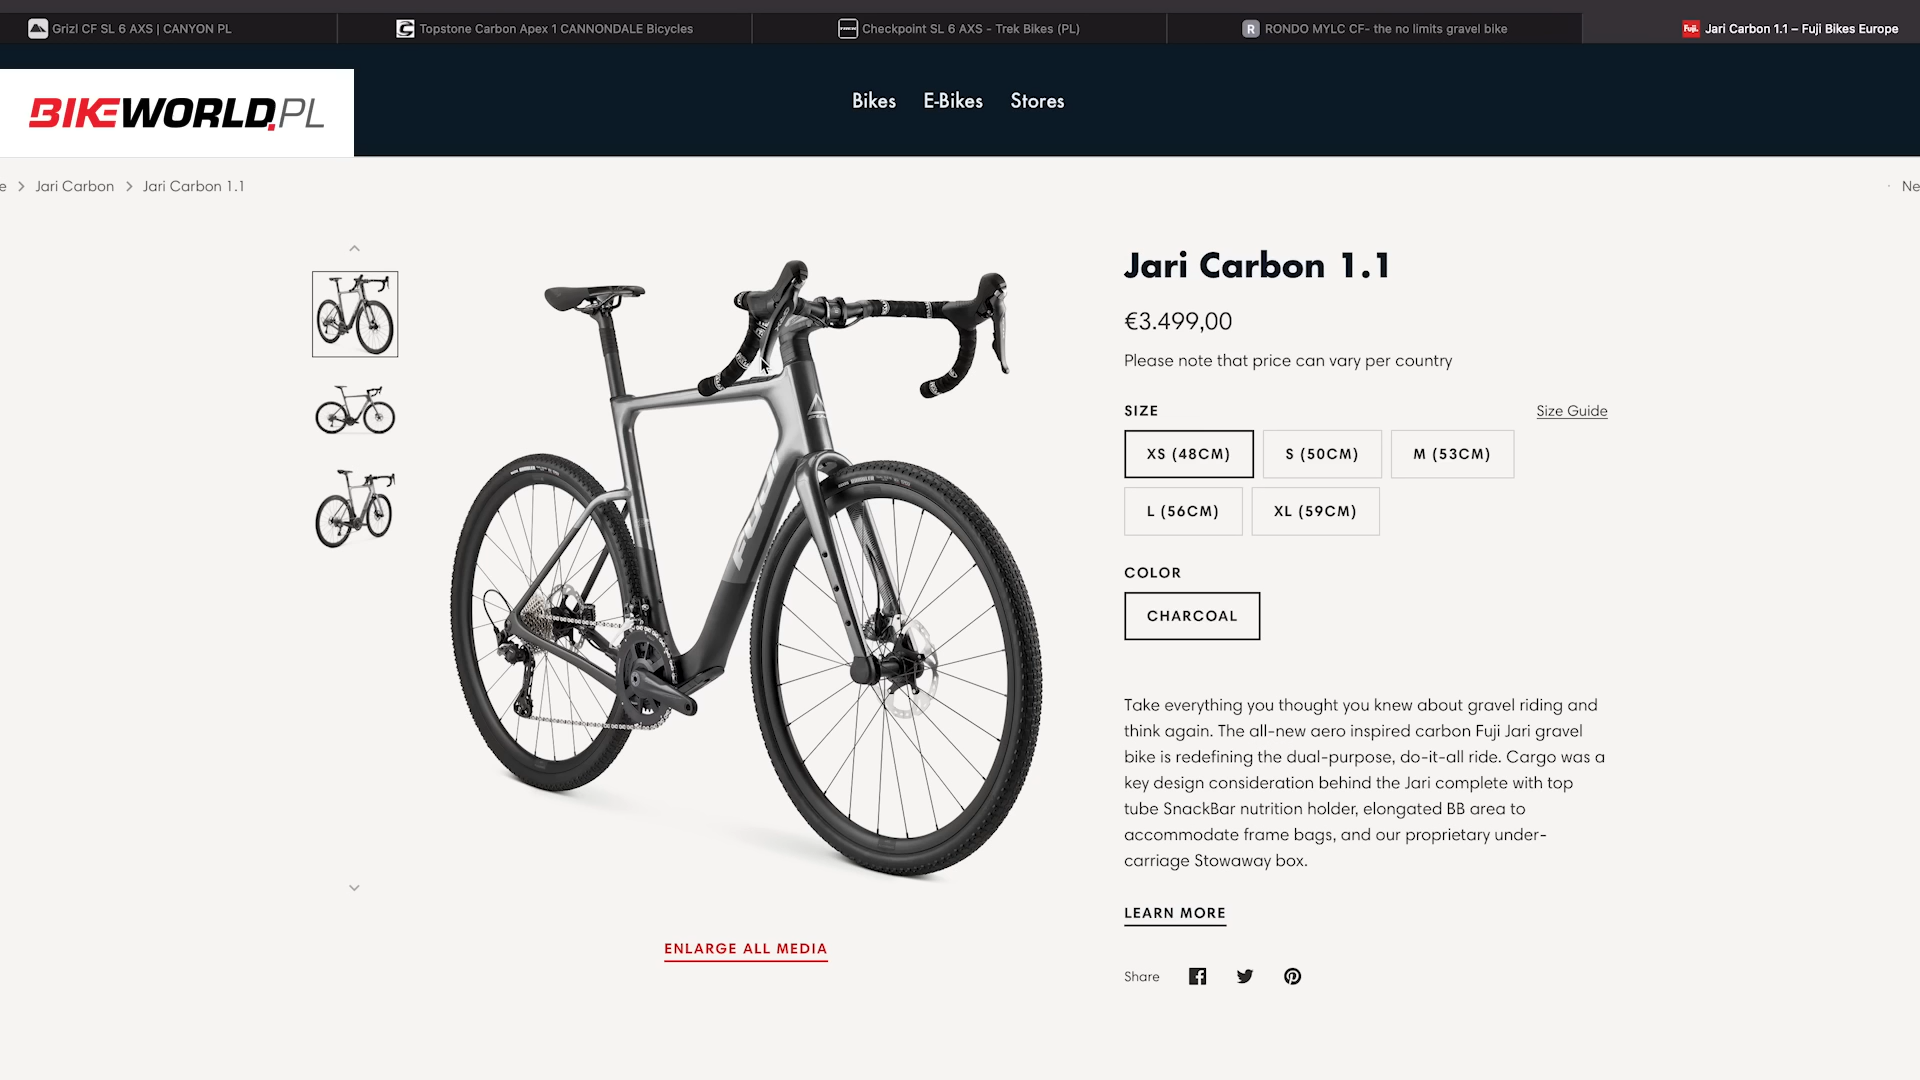 Grizl CF SL 6 AXS | CANYON PL
Topstone Carbon Apex 1 CANNONDALE Bicycles
Checkpoint SL 6 AXS - Trek Bikes (PL)
R RONDO MYLC CF- the no limits gravel bike
Fuji Jari Carbon 1.1 – Fuji Bikes Europe
BIKEWORLD.PL
Bikes E-Bikes Stores
e > Jari Carbon > Jari Carbon 1.1
Ne
Jari Carbon 1.1
€3.499,00
Please note that price can vary per country
SIZE
Size Guide
XS (48CM) S (50CM) M (53CM)
L (56CM) XL (59CM)
COLOR
CHARCOAL
FUJI
Take everything you thought you knew about gravel riding and
think again. The all-new aero inspired carbon Fuji Jari gravel
bike is redefining the dual-purpose, do-it-all ride. Cargo was a
key design consideration behind the Jari complete with top
tube SnackBar nutrition holder, elongated BB area to
accommodate frame bags, and our proprietary under-
carriage Stowaway box.
LEARN MORE
ENLARGE ALL MEDIA
Share